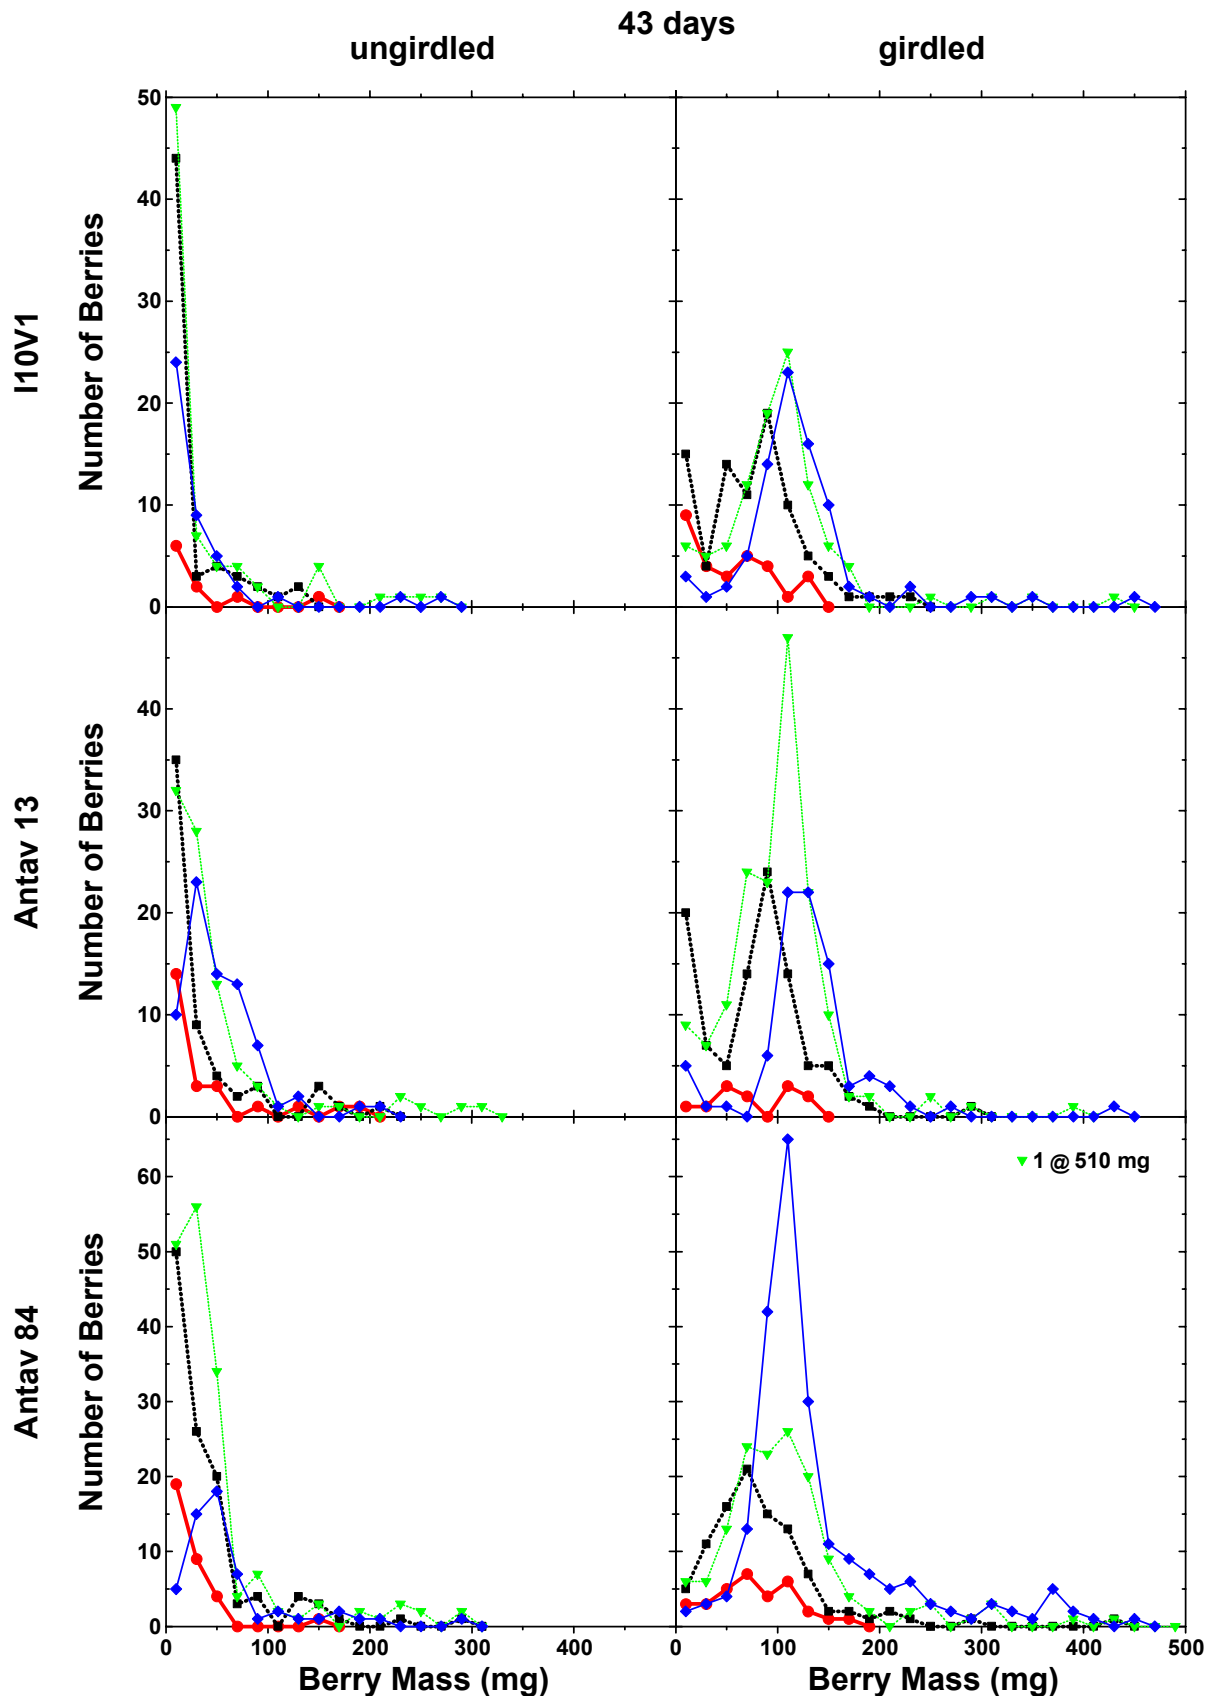 43 days
ungirdled girdled
I10V1
Number of Berries
50
40
30
20
10
0
Antav 13
Number of Berries
40
30
20
10
0
Antav 84
Number of Berries
60
50
40
30
20
10
0
1 @ 510 mg
0 100 200 300 400 0 100 200 300 400 500
Berry Mass (mg) Berry Mass (mg)